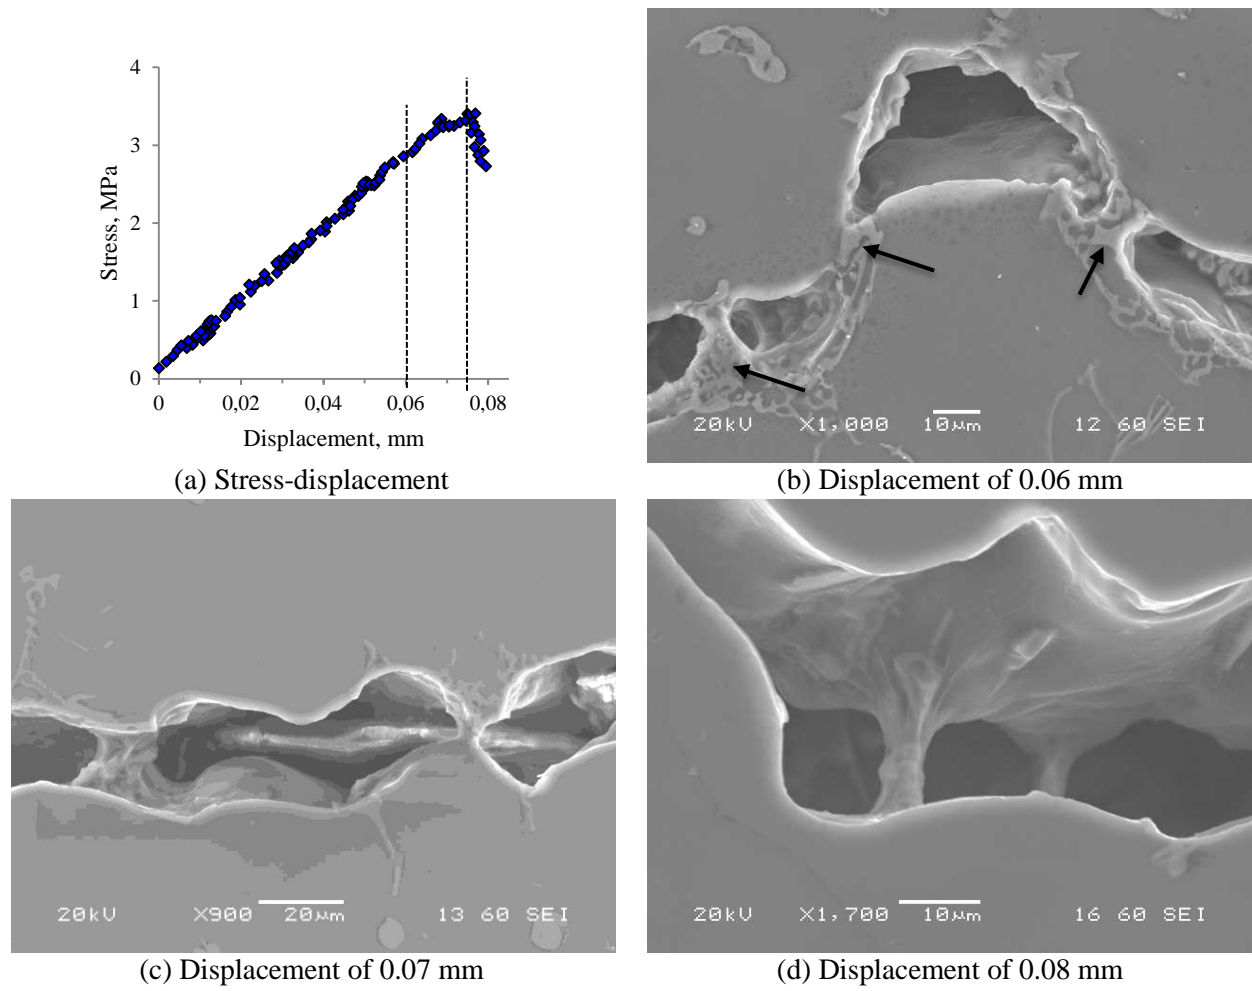 4
3
2
1
0
Stress, MPa
0 0,02 0,04 0,06 0,08
Displacement, mm
(a) Stress-displacement
20kV X1,000 10µm 12 60 SEI
(b) Displacement of 0.06 mm
20kV X900 20µm 13 60 SEI
(c) Displacement of 0.07 mm
20kV X1,700 10µm 16 60 SEI
(d) Displacement of 0.08 mm